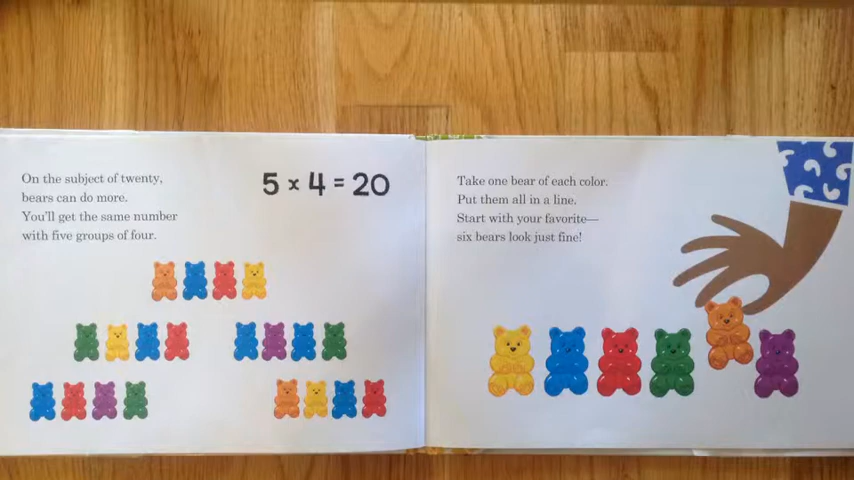 On the subject of twenty,
bears can do more.
You'll get the same number
with five groups of four.
5 x 4 = 20
Take one bear of each color.
Put them all in a line.
Start with your favorite—
six bears look just fine!